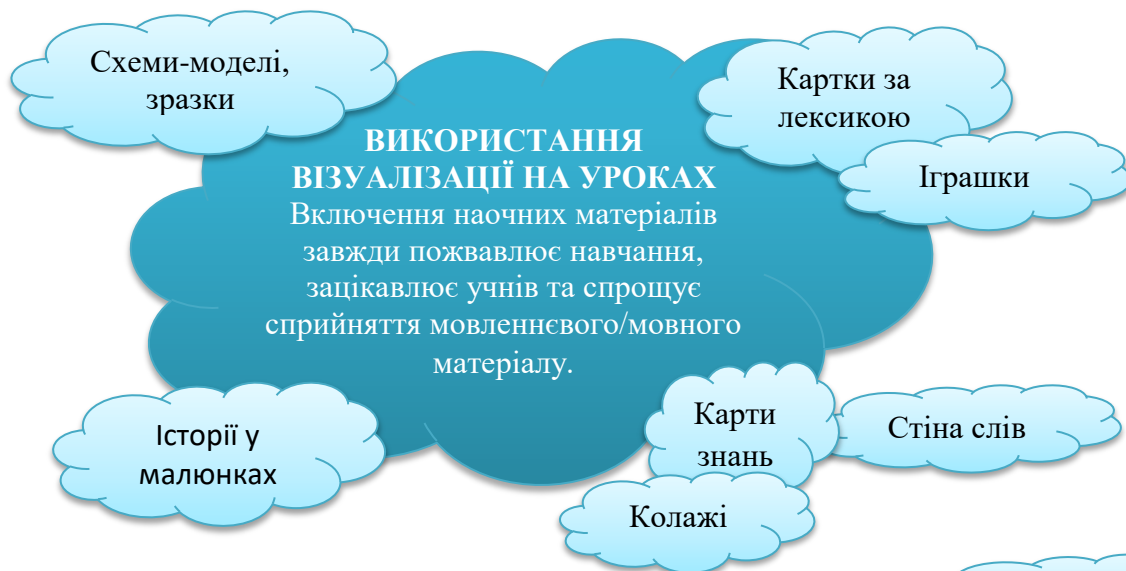 Схеми-моделі,
зразки
Картки за
лексикою
Іграшки
ВИКОРИСТАННЯ
ВІЗУАЛІЗАЦІЇ НА УРОКАХ
Включення наочних матеріалів
завжди пожвавлює навчання,
зацікавлює учнів та спрощує
сприйняття мовленнєвого/мовного
матеріалу.
Історії у
малюнках
Карти
знань
Стіна слів
Колажі